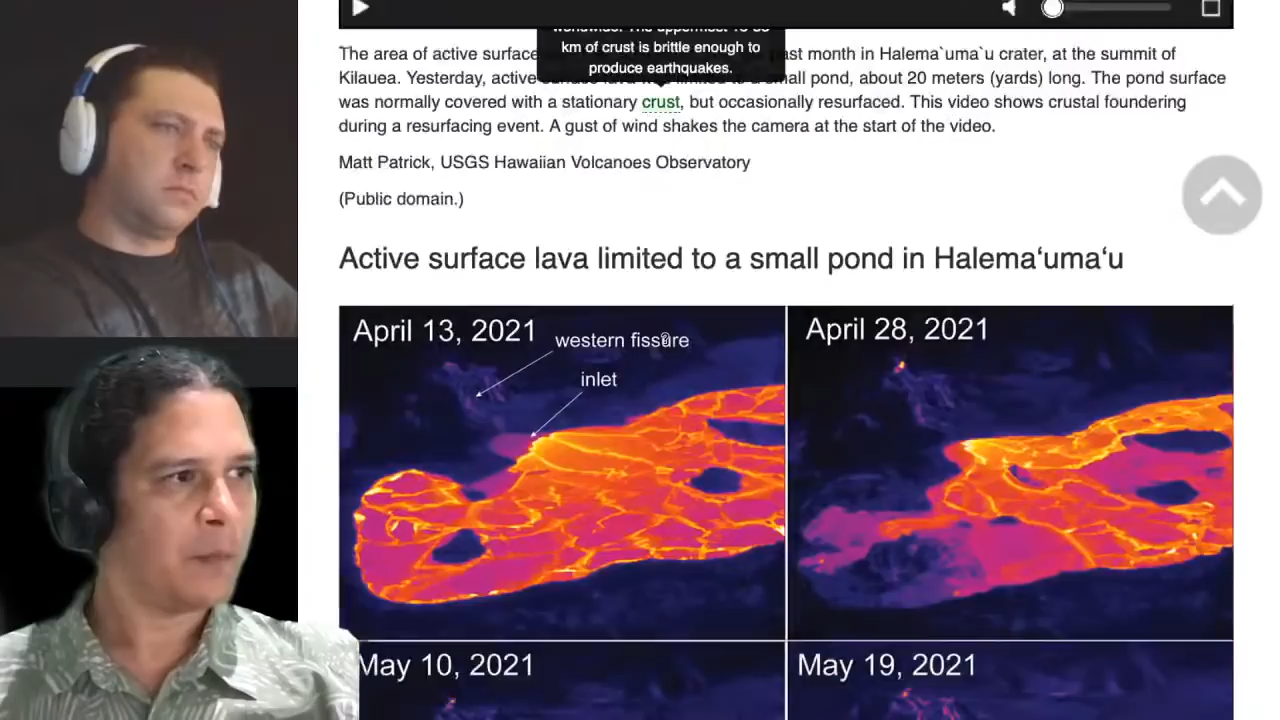 km of crust is brittle enough to
produce earthquakes.
The area of active surface
past month in Halema`uma`u crater, at the summit of
Kilauea. Yesterday, active
small pond, about 20 meters (yards) long. The pond surface
was normally covered with a stationary crust, but occasionally resurfaced. This video shows crustal foundering
during a resurfacing event. A gust of wind shakes the camera at the start of the video.
Matt Patrick, USGS Hawaiian Volcanoes Observatory
(Public domain.)
Active surface lava limited to a small pond in Halema‘uma‘u
April 13, 2021
western fissure
inlet
April 28, 2021
May 10, 2021
May 19, 2021